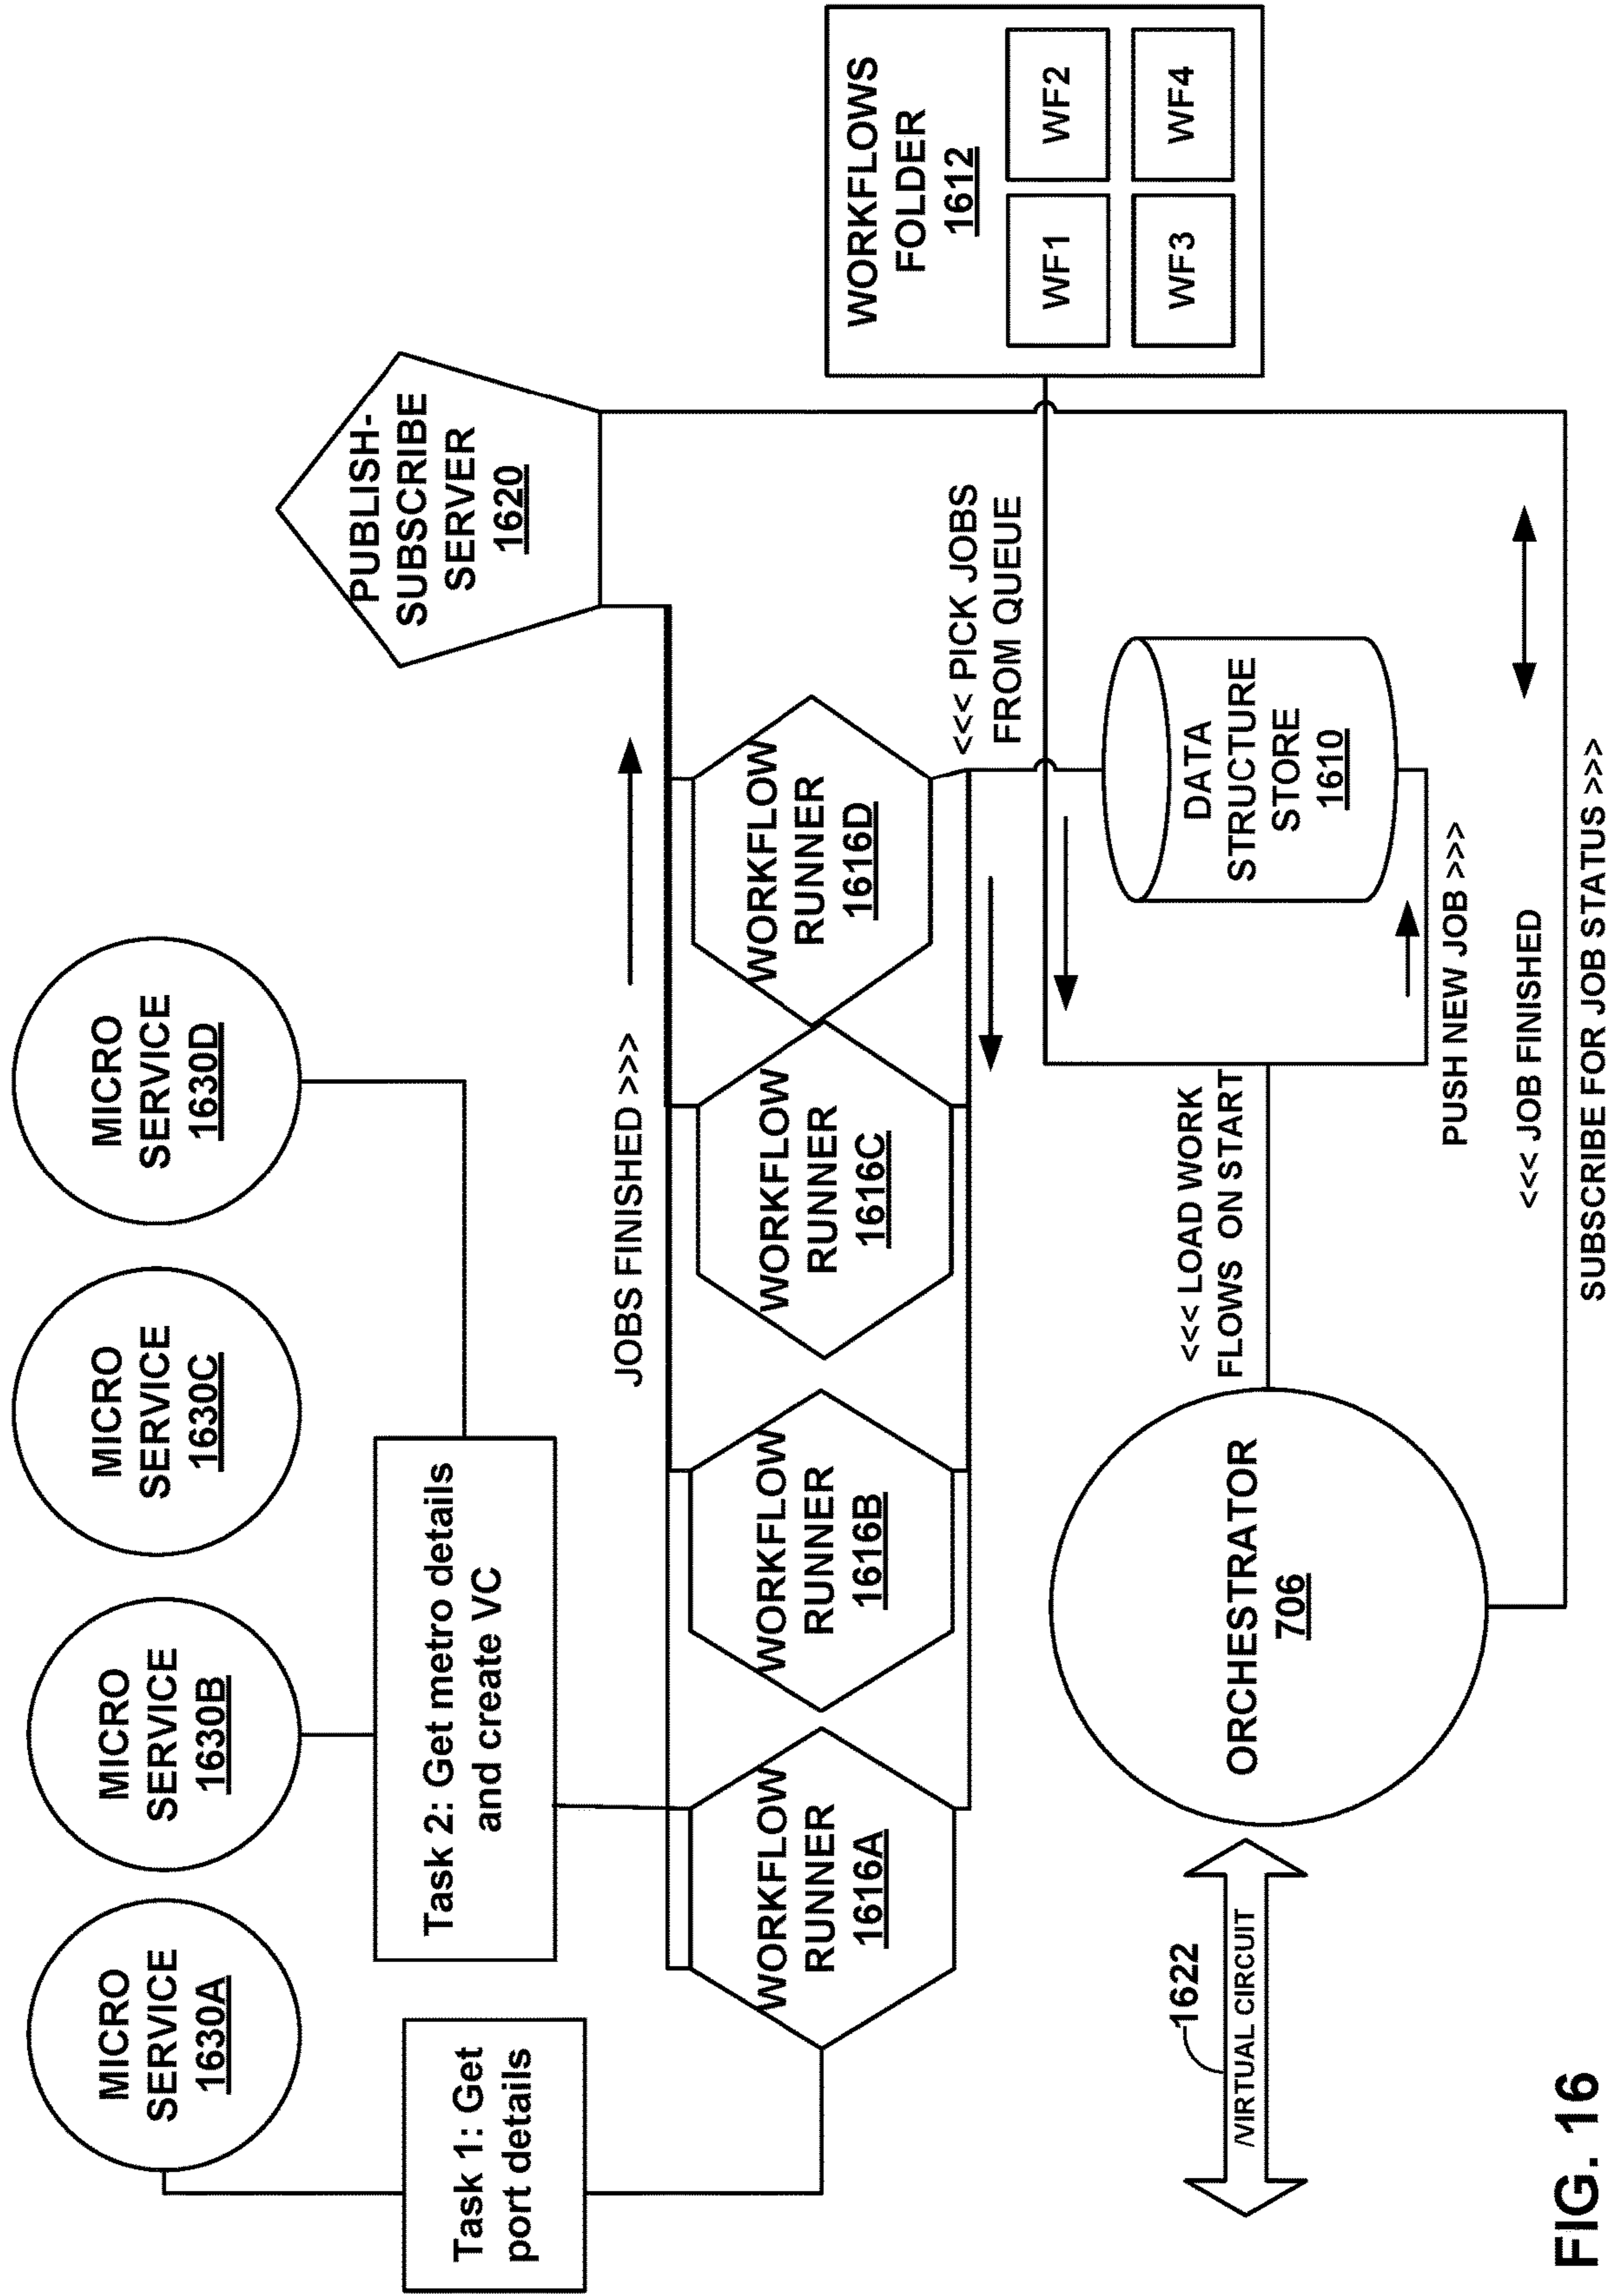 MICRO
SERVICE
1630A
MICRO
SERVICE
1630B
MICRO
SERVICE
1630C
MICRO
SERVICE
1630D
Task 1: Get
port details
Task 2: Get metro details
and create VC
JOBS FINISHED >>>
PUBLISH-
SUBSCRIBE
SERVER
1620
WORKFLOW
RUNNER
1616A
WORKFLOW
RUNNER
1616B
WORKFLOW
RUNNER
1616C
WORKFLOW
RUNNER
1616D
<<< PICK JOBS
FROM QUEUE
WORKFLOWS
FOLDER
1612
WF1
WF2
WF3
WF4
1622
/VIRTUAL CIRCUIT
ORCHESTRATOR
706
<<< LOAD WORK
FLOWS ON START
DATA
STRUCTURE
STORE
1610
PUSH NEW JOB >>>
<<< JOB FINISHED
SUBSCRIBE FOR JOB STATUS >>>
FIG. 16